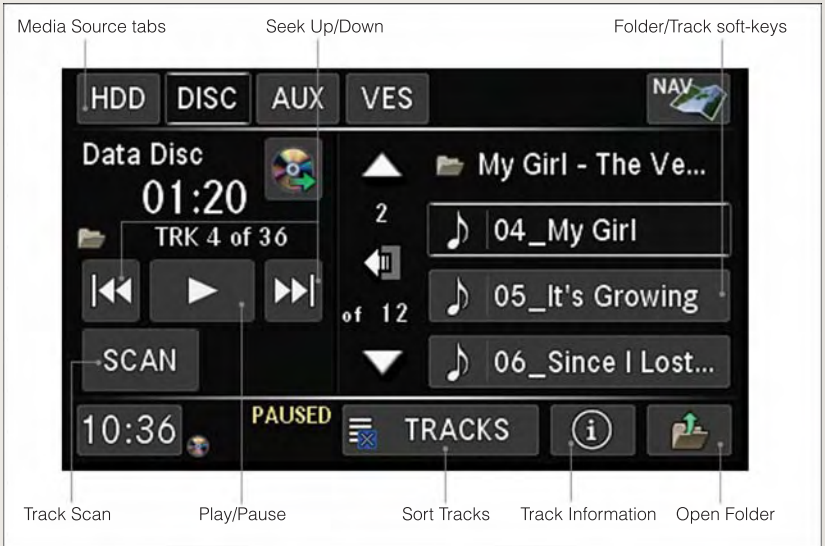 Media Source tabs
Seek Up/Down
Folder/Track soft-keys
HDD
DISC
AUX
VES
NAV
Data Disc
01:20
TRK 4 of 36
2
of 12
My Girl - The Ve...
04_My Girl
05_It's Growing
06_Since I Lost...
SCAN
10:36
PAUSED
TRACKS
i
Track Scan
Play/Pause
Sort Tracks
Track Information
Open Folder